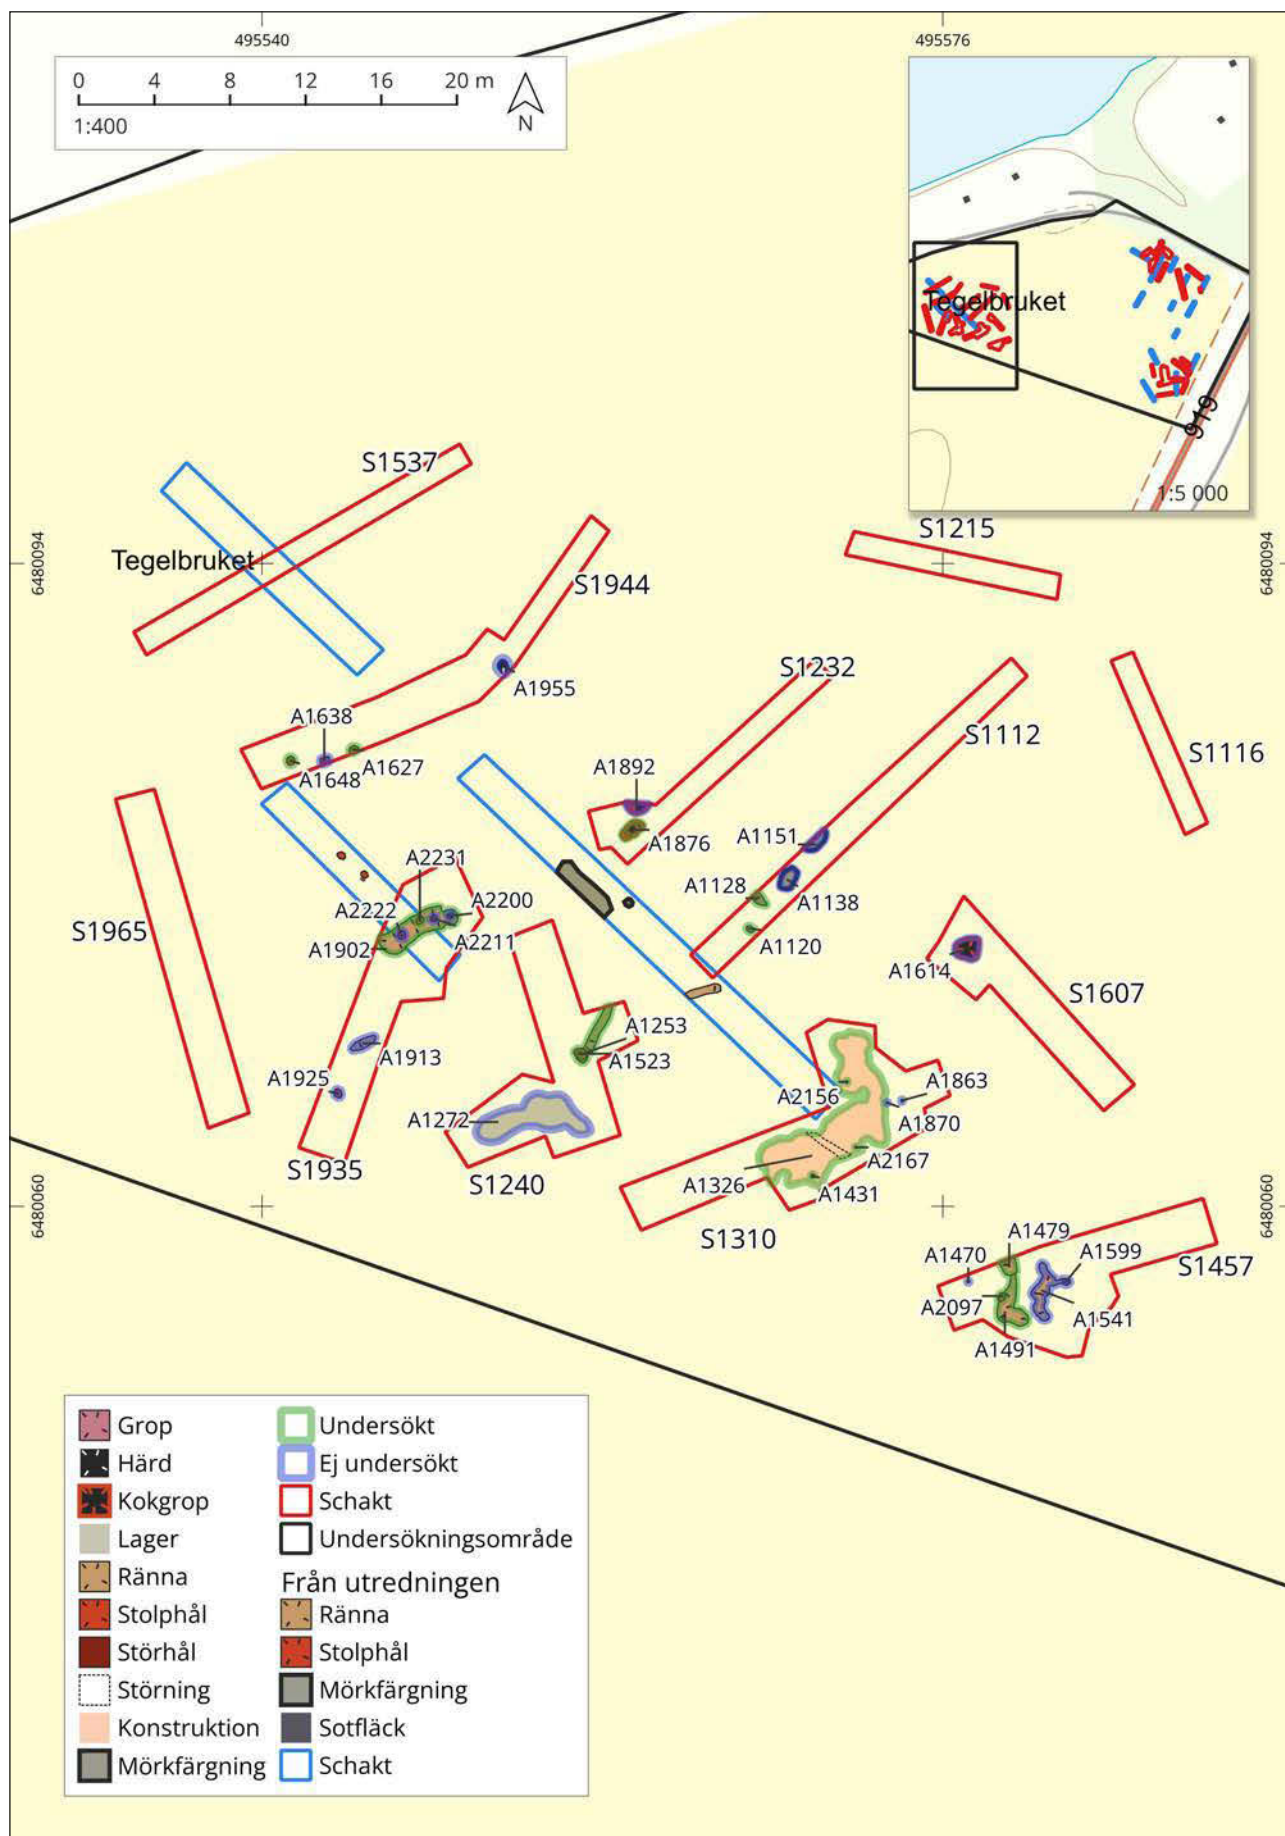 495540
495576
0 4 8 12 16 20 m
1:400
N
Tegelbruket
919
1:5 000
S1537
S1215
6480094
6480094
Tegelbruket
S1944
S1232
A1955
A1638
S1112
S1116
A1648
A1627
A1892
A1876
A1151
A2231
A1128
A1138
A2222
A2200
S1965
A1902
A2211
A1120
A1614
S1607
A1253
A1913
A1523
A1925
A2156
A1863
A1272
A1870
S1935
S1240
A1326
A2167
A1431
6480060
6480060
S1310
A1479
A1470
A1599
S1457
A2097
A1541
A1491
Grop
Härd
Kokgrop
Lager
Ränna
Stolphål
Störhål
Störning
Konstruktion
Mörkfärgning
Undersökt
Ej undersökt
Schakt
Undersökningsområde
Från utredningen
Ränna
Stolphål
Mörkfärgning
Sotfläck
Schakt